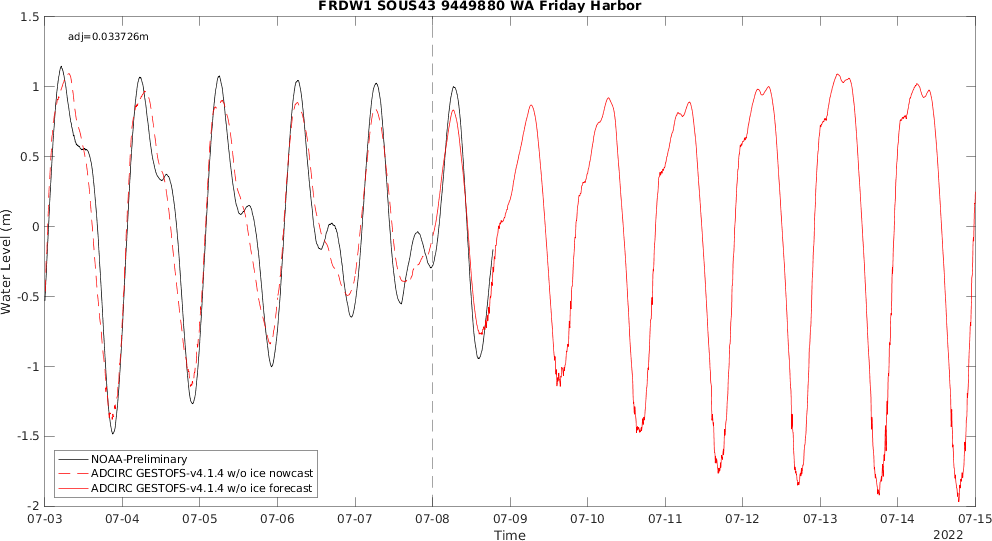 FRDW1 SOUS43 9449880 WA Friday Harbor
adj=0.033726m
Water Level (m)
1.5
1
0.5
0
-0.5
-1
-1.5
-2
NOAA-Preliminary
ADCIRC GESTOFS-v4.1.4 w/o ice nowcast
ADCIRC GESTOFS-v4.1.4 w/o ice forecast
07-03 07-04 07-05 07-06 07-07 07-08 07-09 07-10 07-11 07-12 07-13 07-14 07-15
Time
2022